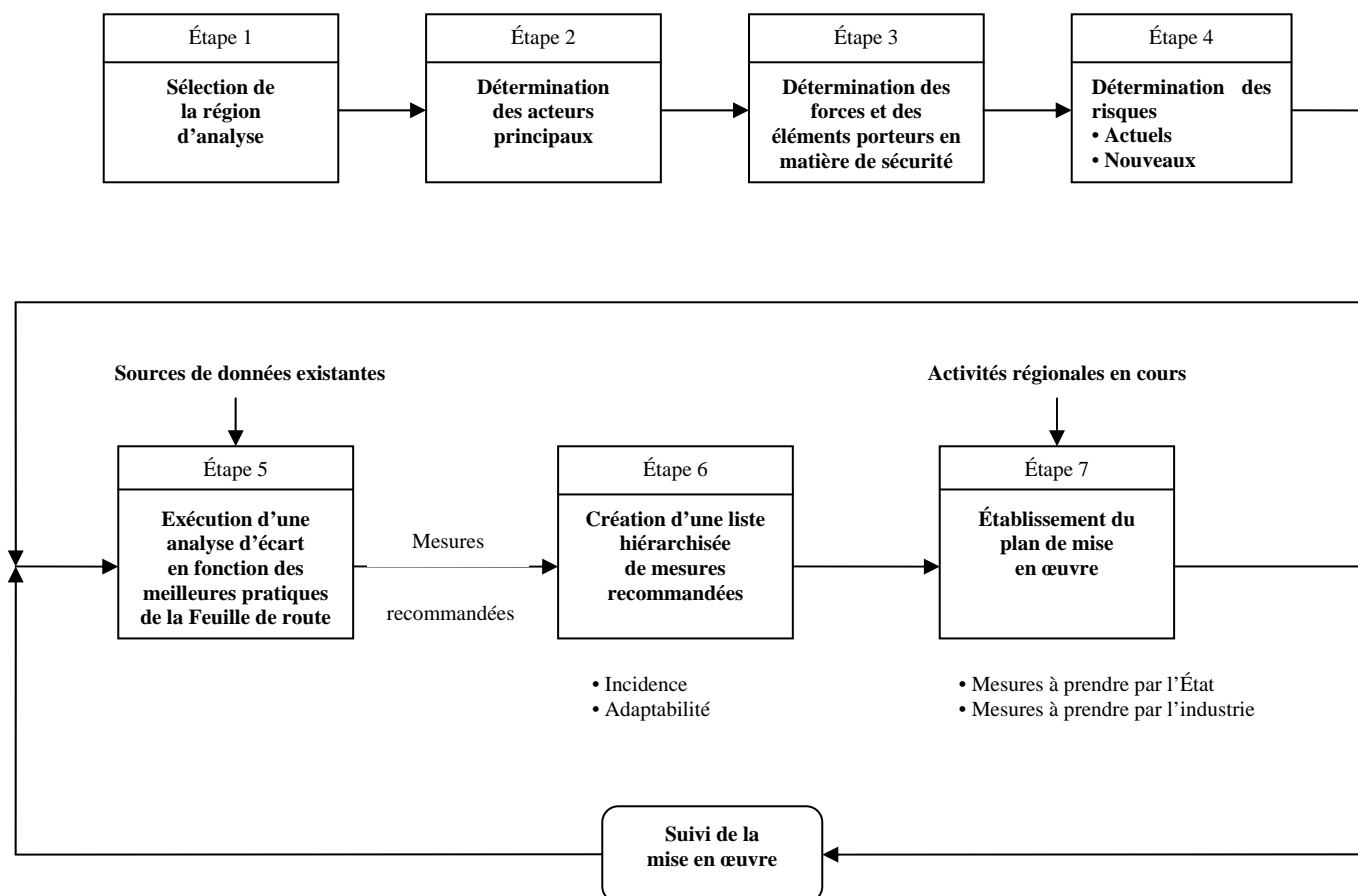 Étape 1
Sélection de
la région
d’analyse
Étape 2
Détermination
des acteurs
principaux
Étape 3
Détermination des
forces et des
éléments porteurs en
matière de sécurité
Étape 4
Détermination des
risques
• Actuels
• Nouveaux
Sources de données existantes
Activités régionales en cours
Étape 5
Exécution d’une
analyse d’écart
en fonction des
meilleures pratiques
de la Feuille de route
Mesures
recommandées
Étape 6
Création d’une liste
hiérarchisée
de mesures
recommandées
• Incidence
• Adaptabilité
Étape 7
Établissement du
plan de mise
en œuvre
• Mesures à prendre par l’État
• Mesures à prendre par l’industrie
Suivi de la
mise en œuvre